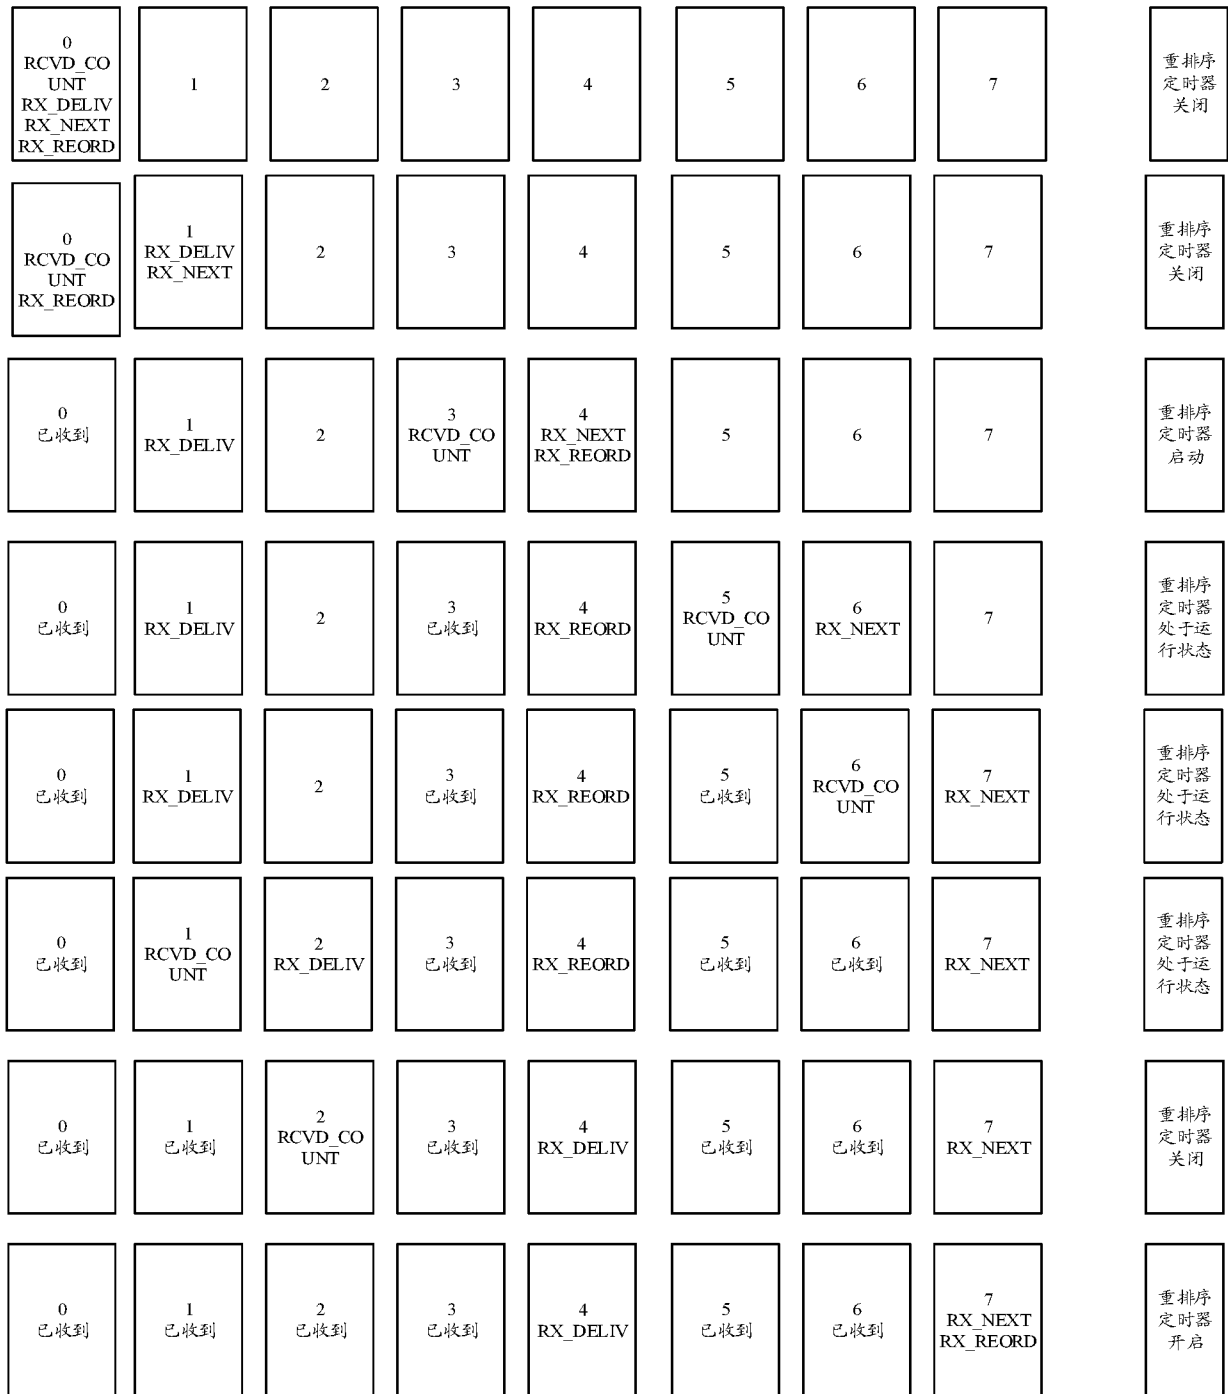 0
RCVD_CO
UNT
RX_DELIV
RX_NEXT
RX_REORD
1
2
3
4
5
6
7
重排序
定时器
关闭
0
RCVD_CO
UNT
RX_REORD
1
RX_DELIV
RX_NEXT
2
3
4
5
6
7
重排序
定时器
关闭
0
已收到
1
RX_DELIV
2
3
RCVD_CO
UNT
4
RX_NEXT
RX_REORD
5
6
7
重排序
定时器
启动
0
已收到
1
RX_DELIV
2
3
已收到
4
RX_REORD
5
RCVD_CO
UNT
6
RX_NEXT
7
重排序
定时器
处于运
行状态
0
已收到
1
RX_DELIV
2
3
已收到
4
RX_REORD
5
已收到
6
RCVD_CO
UNT
7
RX_NEXT
重排序
定时器
处于运
行状态
0
已收到
1
RCVD_CO
UNT
2
RX_DELIV
3
已收到
4
RX_REORD
5
已收到
6
已收到
7
RX_NEXT
重排序
定时器
处于运
行状态
0
已收到
1
已收到
2
RCVD_CO
UNT
3
已收到
4
RX_DELIV
5
已收到
6
已收到
7
RX_NEXT
重排序
定时器
关闭
0
已收到
1
已收到
2
已收到
3
已收到
4
RX_DELIV
5
已收到
6
已收到
7
RX_NEXT
RX_REORD
重排序
定时器
开启